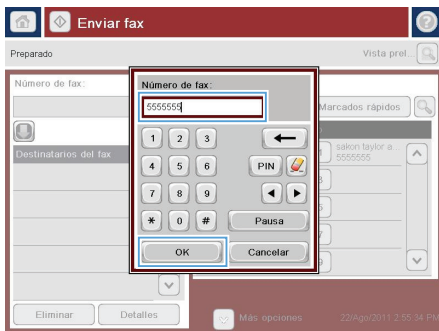 Enviar fax
Preparado
Vista prel...
Número de fax:
Marcados rápidos
Destinatarios del fax
sakon taylor a...
5555555
Número de fax:
5555555
1 2 3
4 5 6 PIN
7 8 9
* 0 # Pausa
OK Cancelar
Eliminar Detalles
Más opciones
22/Ago/2011 2:55:34 PM